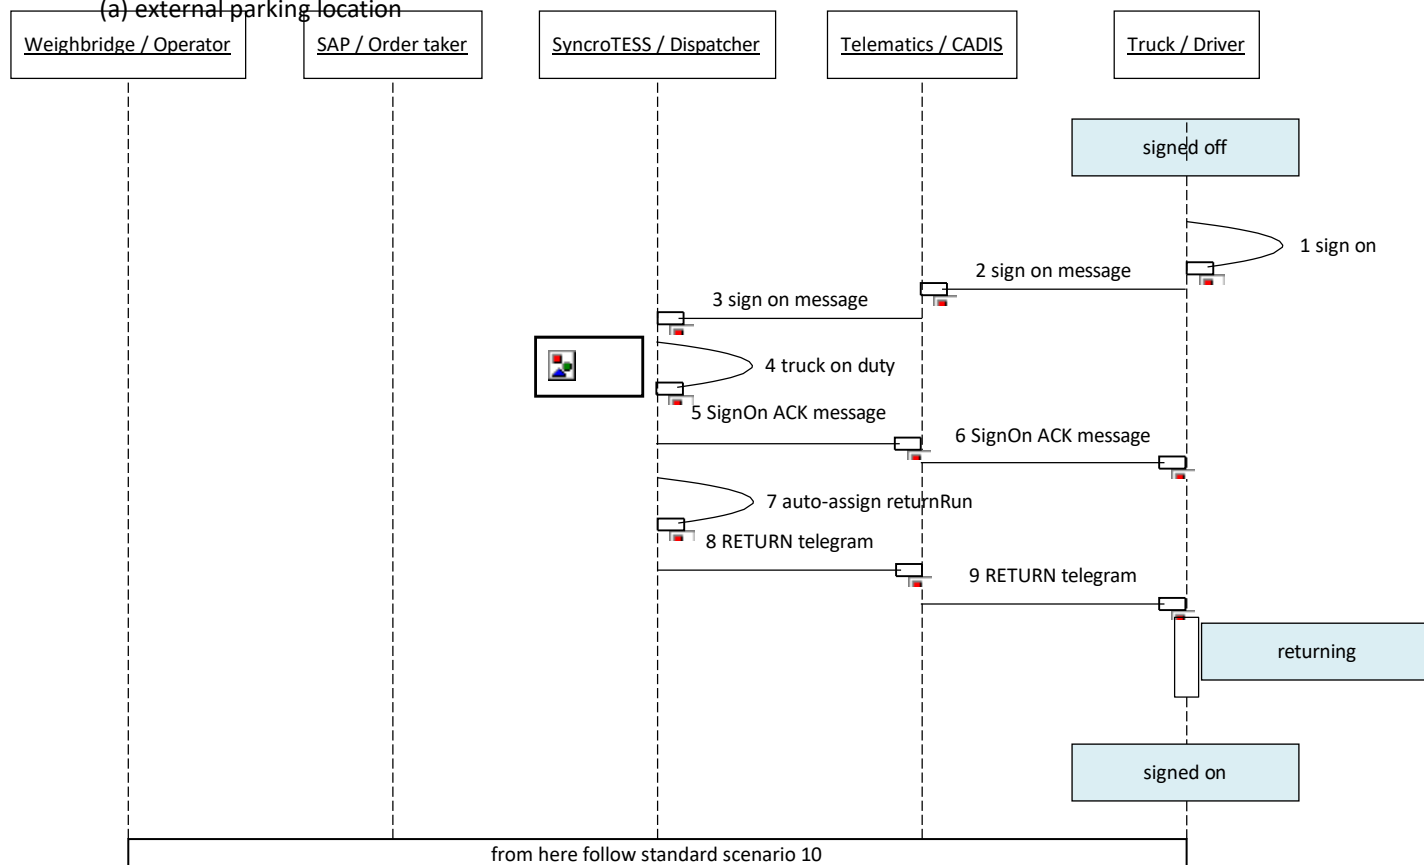 (a) external parking location
Weighbridge / Operator
SAP / Order taker
SyncroTESS / Dispatcher
Telematics / CADIS
Truck / Driver
signed off
1 sign on
2 sign on message
3 sign on message
4 truck on duty
5 SignOn ACK message
6 SignOn ACK message
7 auto-assign returnRun
8 RETURN telegram
9 RETURN telegram
returning
signed on
from here follow standard scenario 10